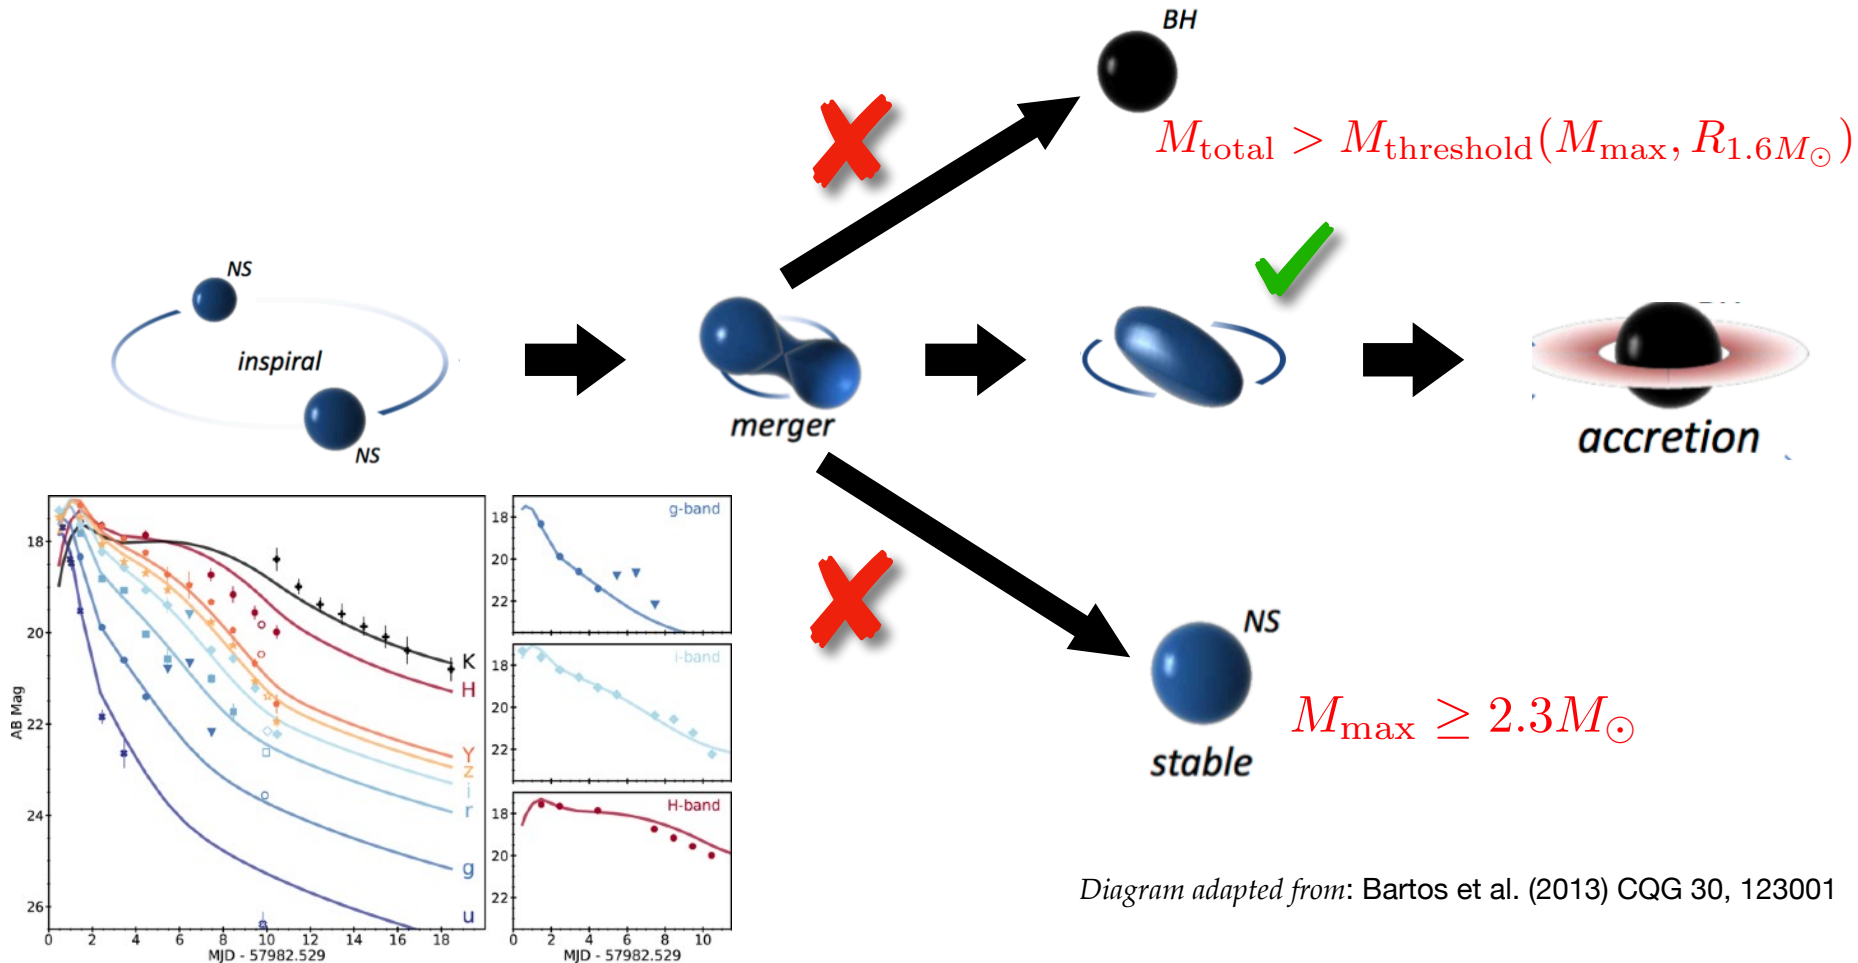 BH
M_total > M_threshold(M_max, R_1.6M_⊙)
NS
inspiral
NS
merger
accretion
NS
stable
M_max ≥ 2.3M_⊙
AB Mag
18
20
22
24
26
K
H
Y
z
i
r
g
u
0 2 4 6 8 10 12 14 16 18
MJD - 57982.529
g-band
18
20
22
i-band
18
20
22
H-band
18
20
22
0 2 4 6 8 10
MJD - 57982.529
Diagram adapted from: Bartos et al. (2013) CQG 30, 123001